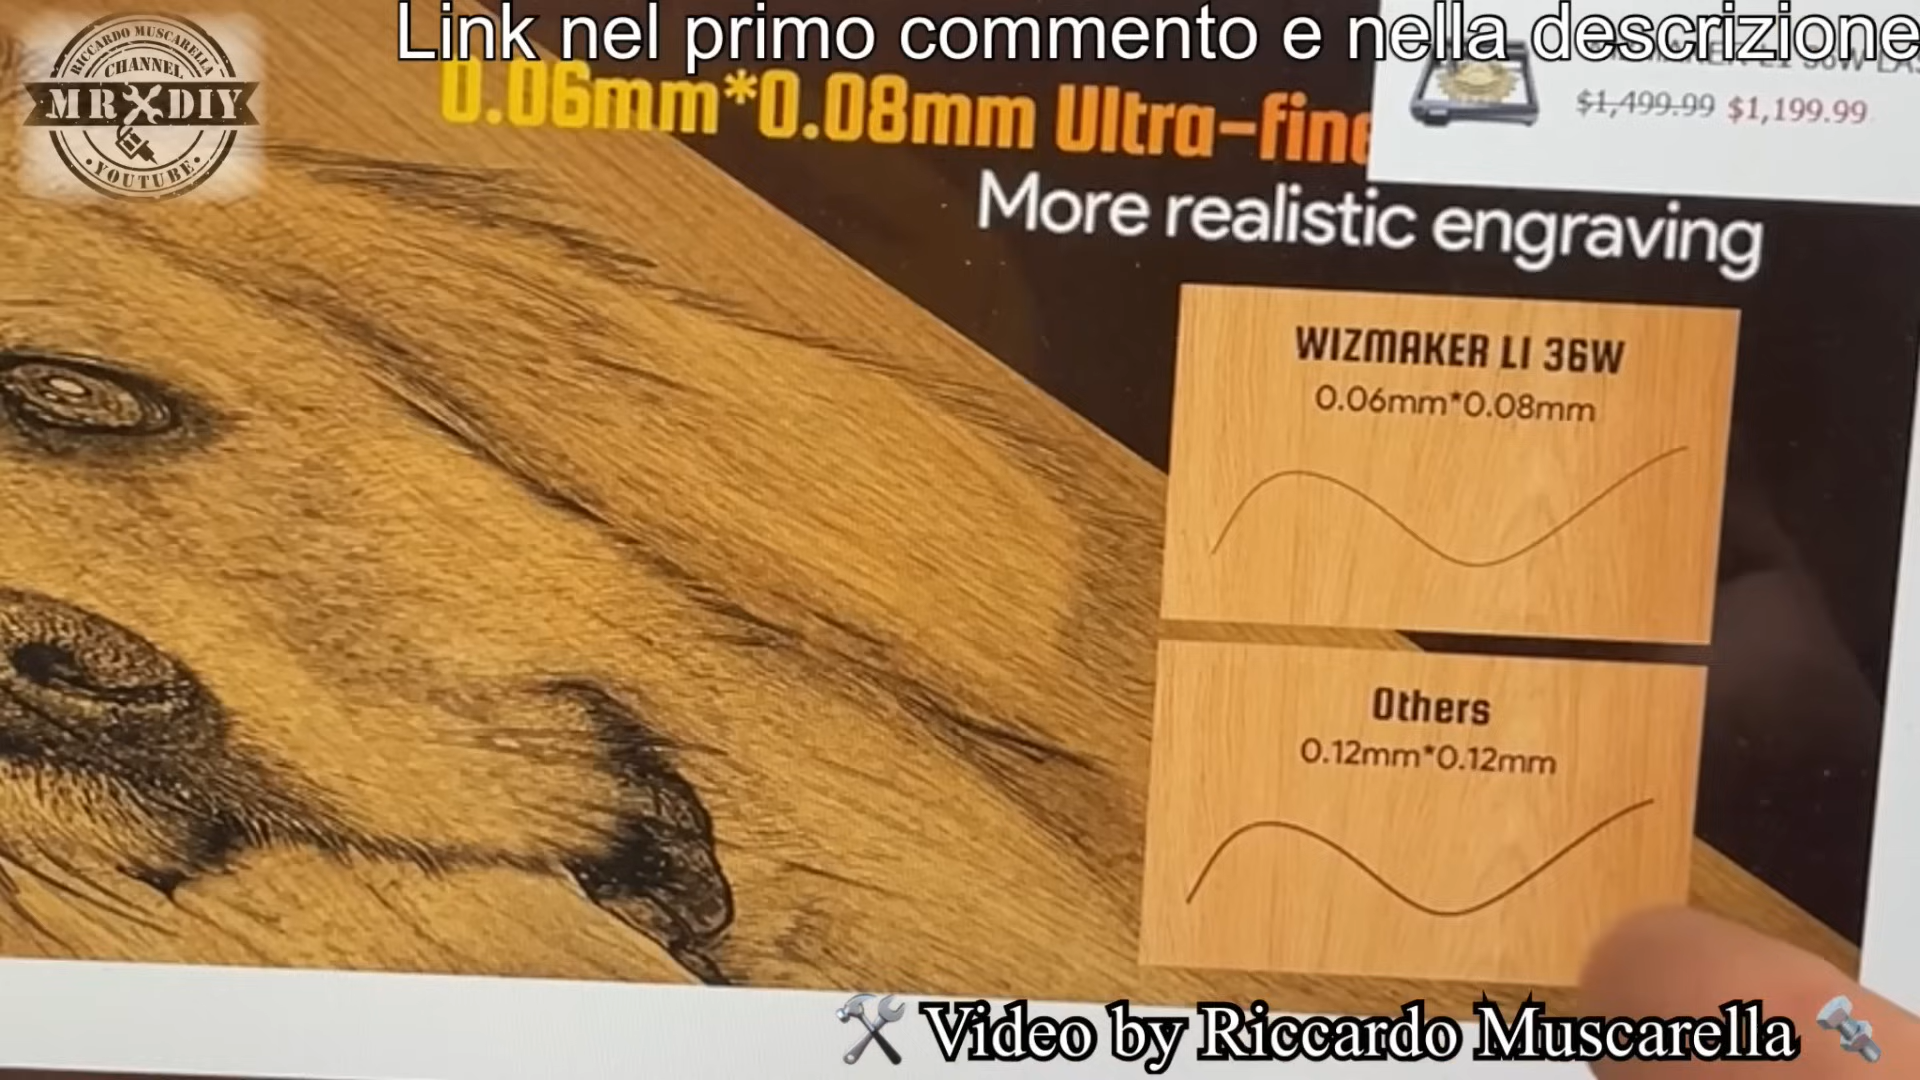 Link nel primo commento e nella descrizione
RICCARDO MUSCARELLA
CHANNEL
MR DIY
YOUTUBE
$1,499.99 $1,199.99
0.06mm*0.08mm Ultra-fine
More realistic engraving
WIZMAKER L1 36W
0.06mm*0.08mm
Others
0.12mm*0.12mm
Video by Riccardo Muscarella